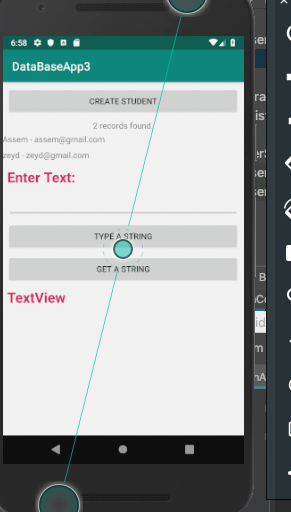 6:58
DataBaseApp3
CREATE STUDENT
2 records found.
Assem - assem@gmail.com
zeyd - zeyd@gmail.com
Enter Text:
TYPE A STRING
GET A STRING
TextView